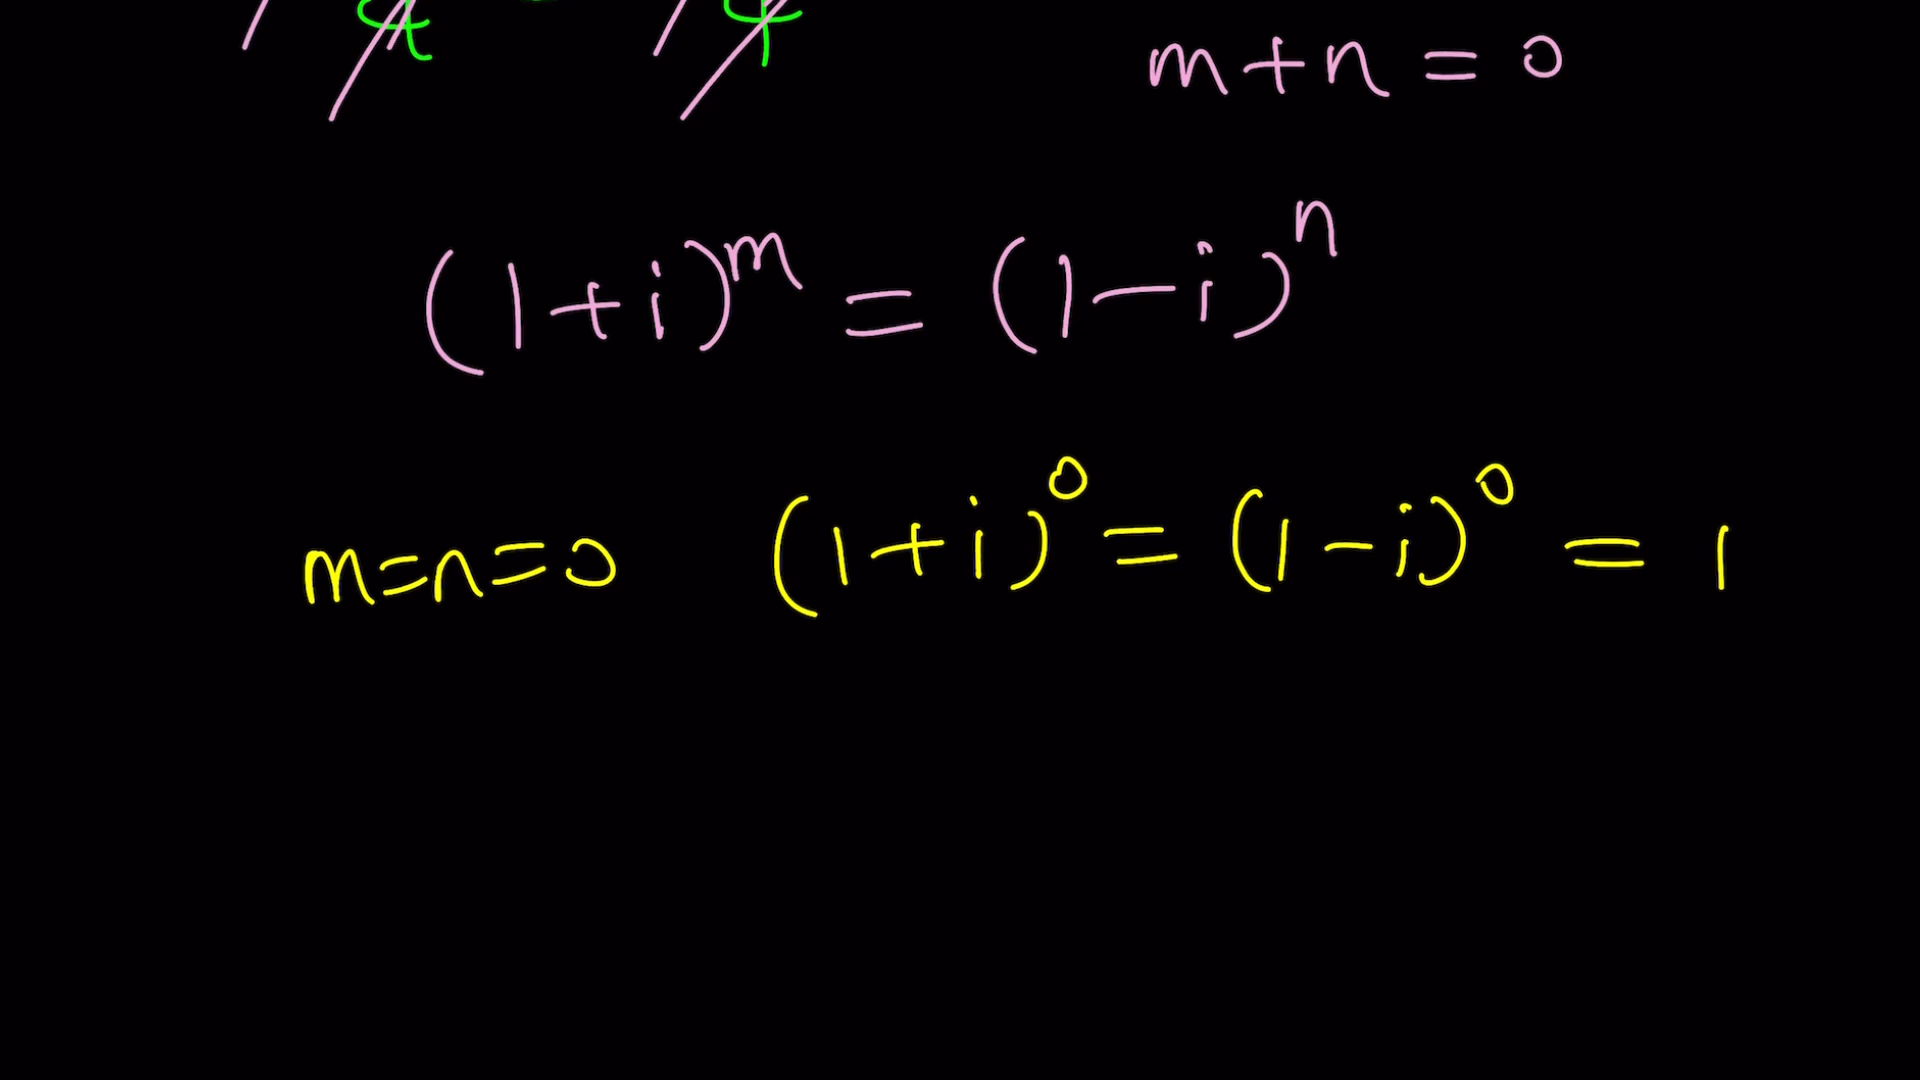 m+n=0
(1+i)^m = (1-i)^n
m=n=0 (1+i)^0 = (1-i)^0 = 1